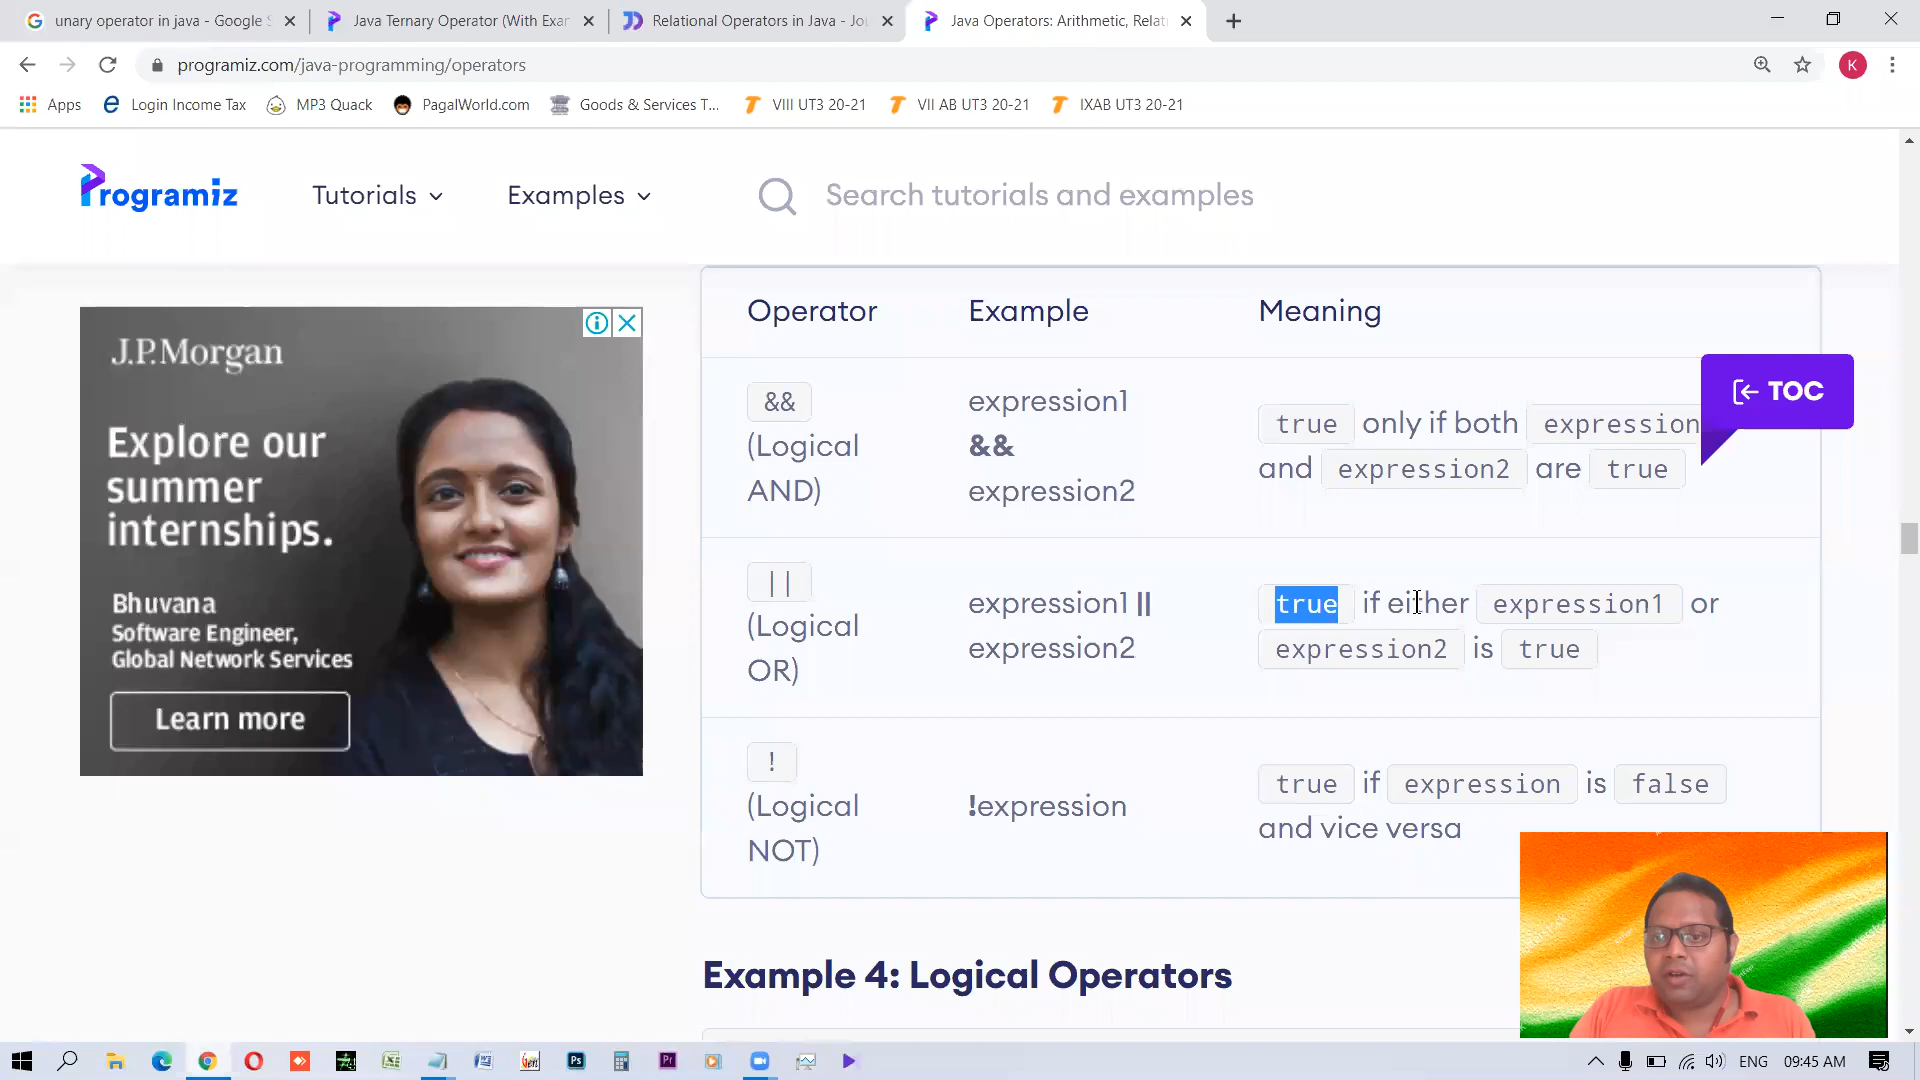 unary operator in java - Google S
Java Ternary Operator (With Exar
Relational Operators in Java - Jou
Java Operators: Arithmetic, Relati
programiz.com/java-programming/operators
K
Apps
Login Income Tax
MP3 Quack
PagalWorld.com
Goods & Services T...
VIII UT3 20-21
VII AB UT3 20-21
IXAB UT3 20-21
Programiz
Tutorials
Examples
Search tutorials and examples
J.P.Morgan
Explore our
summer
internships.
Bhuvana
Software Engineer,
Global Network Services
Learn more
Operator
Example
Meaning
TOC
&&
(Logical
AND)
expression1
&&
expression2
true only if both expression
and expression2 are true
||
(Logical
OR)
expression1 ||
expression2
true if either expression1 or
expression2 is true
!
(Logical
NOT)
!expression
true if expression is false
and vice versa
Example 4: Logical Operators
ENG
09:45 AM